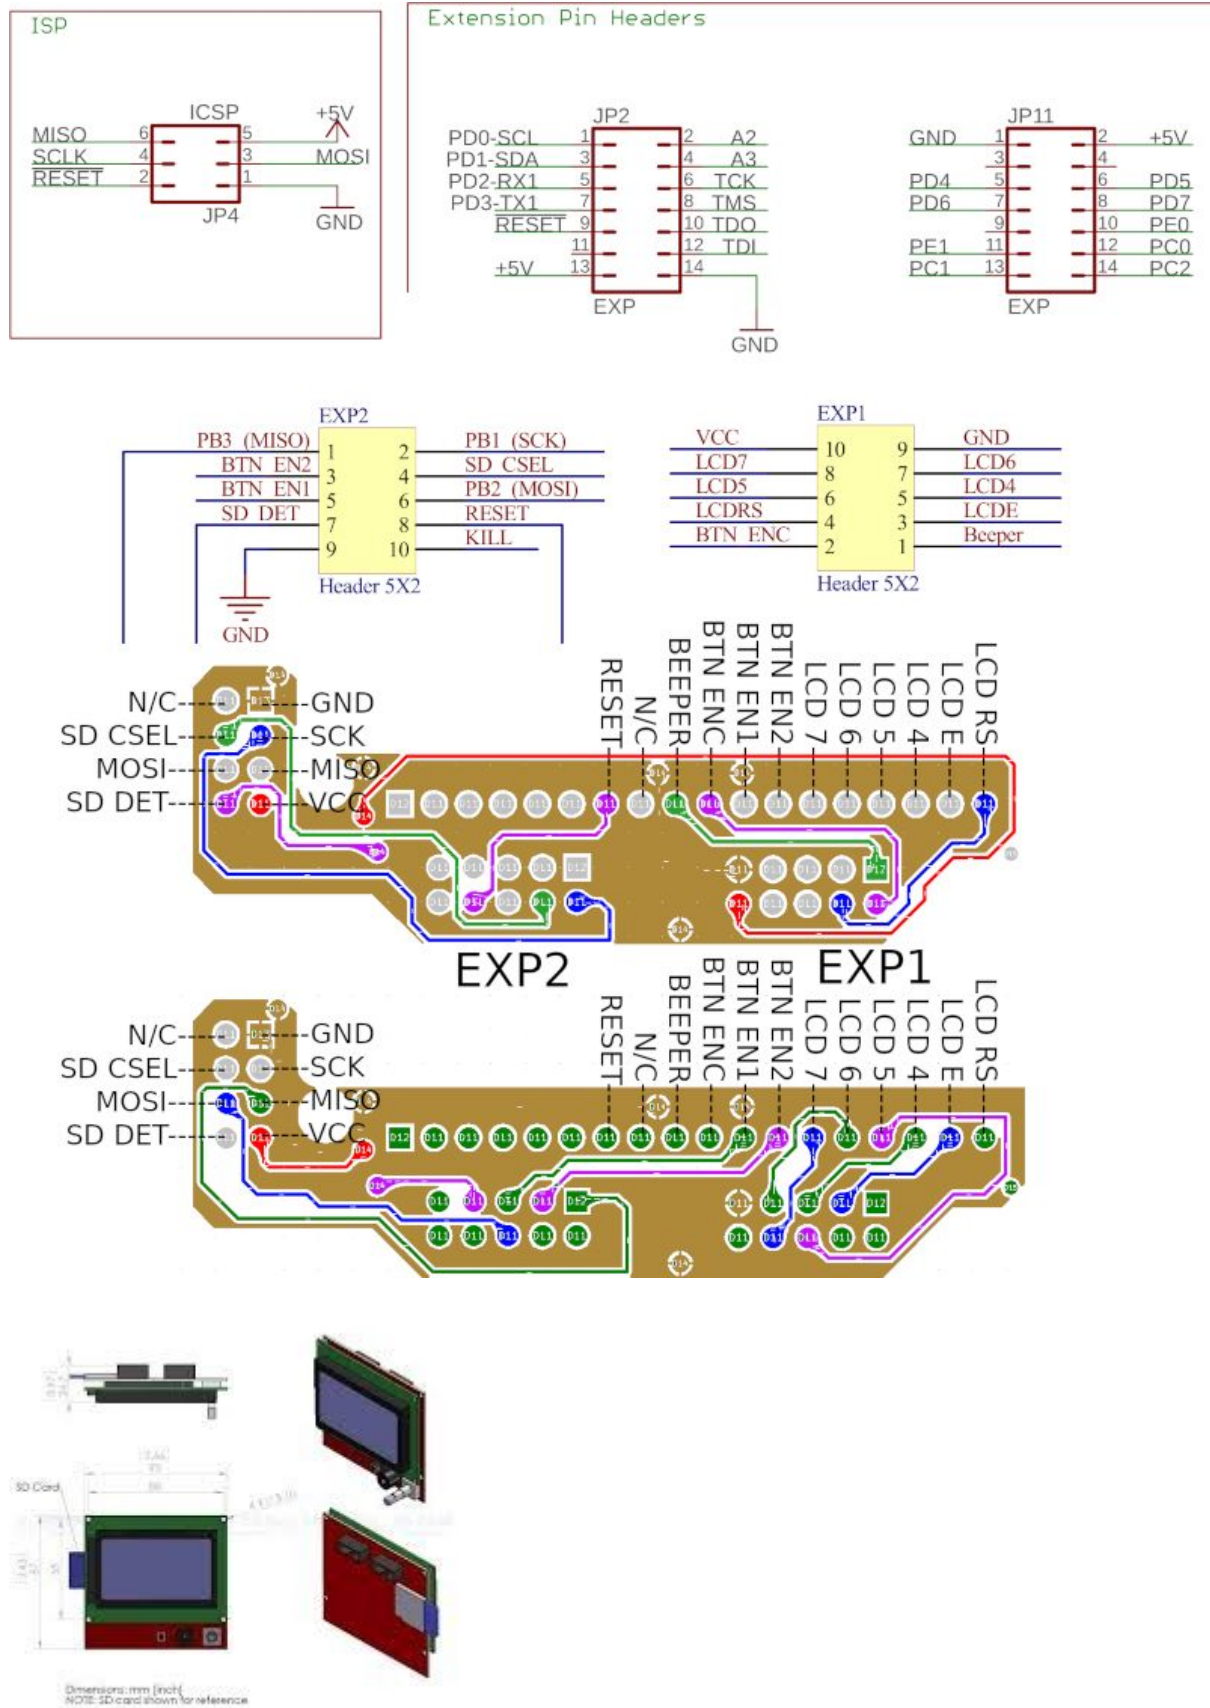 ISP
ICSP
+5V
MISO 6 5
SCLK 4 3 MOSI
RESET 2 1
JP4
GND
Extension Pin Headers
JP2
PD0-SCL 1 2 A2
PD1-SDA 3 4 A3
PD2-RX1 5 6 TCK
PD3-TX1 7 8 TMS
RESET 9 10 TDO
11 12 TDI
+5V 13 14
EXP
GND
JP11
GND 1 2 +5V
3 4
PD4 5 6 PD5
PD6 7 8 PD7
9 10 PE0
PE1 11 12 PC0
PC1 13 14 PC2
EXP
EXP2
PB3 (MISO) 1 2 PB1 (SCK)
BTN EN2 3 4 SD CSEL
BTN EN1 5 6 PB2 (MOSI)
SD DET 7 8 RESET
9 10 KILL
Header 5X2
GND
EXP1
VCC 10 9 GND
LCD7 8 7 LCD6
LCD5 6 5 LCD4
LCDRS 4 3 LCDE
BTN ENC 2 1 Beeper
Header 5X2
N/C GND
SD CSEL SCK
MOSI MISO
SD DET VCC
RESET
N/C
BEEPER
BTN ENC
BTN EN1
BTN EN2
LCD 7
LCD 6
LCD 5
LCD 4
LCD E
LCD RS
EXP2 EXP1
N/C GND
SD CSEL SCK
MOSI MISO
SD DET VCC
RESET
N/C
BEEPER
BTN ENC
BTN EN1
BTN EN2
LCD 7
LCD 6
LCD 5
LCD 4
LCD E
LCD RS
SD Card
Dimensions: mm [inch]
NOTE: SD card shown for reference